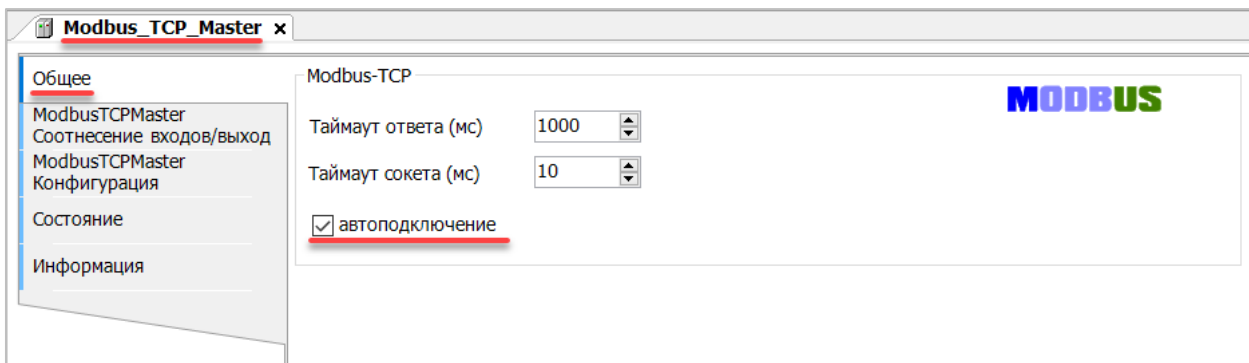 Modbus_TCP_Master x
Общее
ModbusTCPMaster
Соотнесение входов/выход
ModbusTCPMaster
Конфигурация
Состояние
Информация
Modbus-TCP
MODBUS
Таймаут ответа (мс) 1000
Таймаут сокета (мс) 10
автоподключение